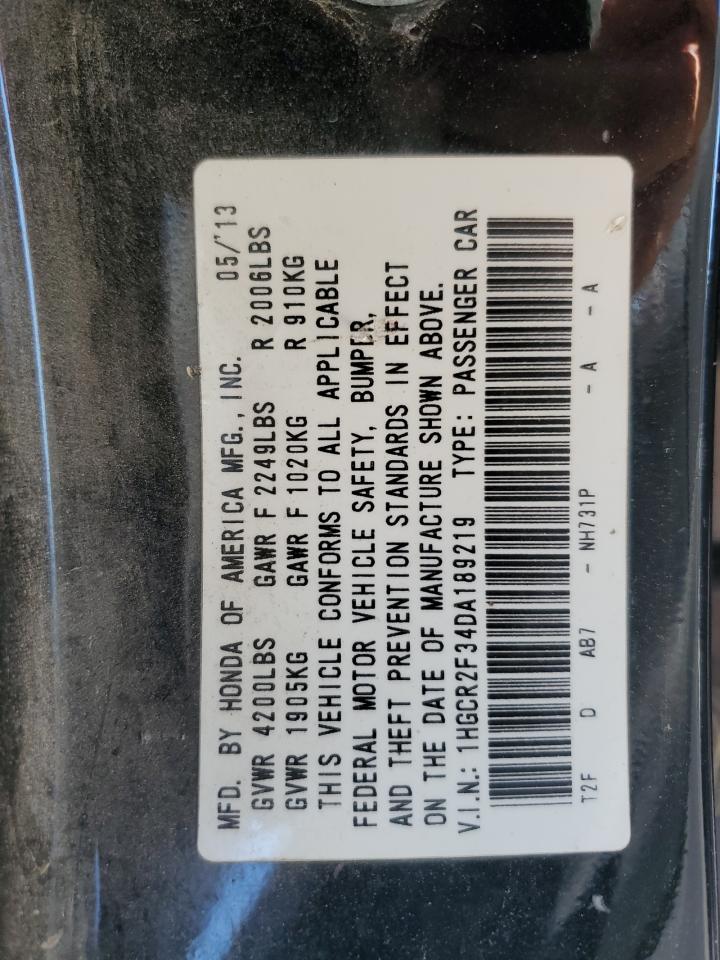 MFD. BY HONDA OF AMERICA MFG., INC. 05/'13
GVWR 4200LBS GAWR F 2249LBS R 2006LBS
GVWR 1905KG GAWR F 1020KG R 910KG
THIS VEHICLE CONFORMS TO ALL APPLICABLE
FEDERAL MOTOR VEHICLE SAFETY, BUMPER,
AND THEFT PREVENTION STANDARDS IN EFFECT
ON THE DATE OF MANUFACTURE SHOWN ABOVE.
V.I.N.: 1HGCR2F34DA189219 TYPE: PASSENGER CAR
T2F D AB7 - NH731P - A - A